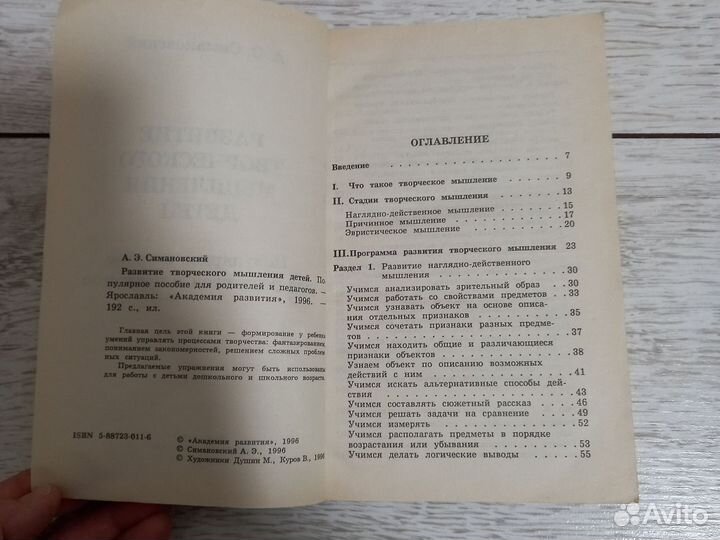 А. Э. Симановский
Развитие творческого мышления детей. По-
пулярное пособие для родителей и педагогов. —
Ярославль: «Академия развития», 1996. —
192 с., ил.
Главная цель этой книги — формирование у ребенка
умений управлять процессами творчества: фантазированием,
пониманием закономерностей, решением сложных проблем-
ных ситуаций.
Предлагаемые упражнения могут быть использованы
для работы с детьми дошкольного и школьного возраста.
ISBN 5-88723-011-6
© «Академия развития», 1996
© Симановский А. Э., 1996
© Художники Душин М., Куров В., 1996
ОГЛАВЛЕНИЕ
Введение . . . . . . . . . . . . . . . . 7
I. Что такое творческое мышление . . . . . . 9
II. Стадии творческого мышления . . . . . . 13
Наглядно-действенное мышление . . . . . . 15
Причинное мышление . . . . . . . . . . 17
Эвристическое мышление . . . . . . . . . 20
III. Программа развития творческого мышления 23
Раздел 1. Развитие наглядно-действенного
мышления . . . . . . . . . . . . 30
Учимся анализировать зрительный образ . . . 30
Учимся работать со свойствами предметов . . 33
Учимся узнавать объект на основе описа-
ния отдельных признаков . . . . . . . . 35
Учимся сочетать признаки разных предме-
тов . . . . . . . . . . . . . . . . 37
Учимся находить общие и различающиеся
признаки объектов . . . . . . . . . . 38
Узнаем объект по описанию возможных
действий с ним . . . . . . . . . . . 41
Учимся искать альтернативные способы дей-
ствия . . . . . . . . . . . . . . . 43
Учимся составлять сюжетный рассказ . . . . 46
Учимся решать задачи на сравнение . . . . 49
Учимся измерять . . . . . . . . . . . 52
Учимся располагать предметы в порядке
возрастания или убывания . . . . . . . 53
Учимся делать логические выводы . . . . . 55
Avito